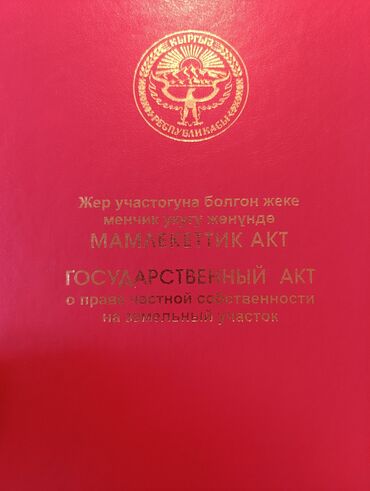 КЫРГЫЗ
РЕСПУБЛИКАСЫ
Жер участогуна болгон жеке
менчик укугу жөнүндө
МАМЛЕКЕТТИК АКТ
ГОСУДАРСТВЕННЫЙ АКТ
о праве частной собственности
на земельный участок